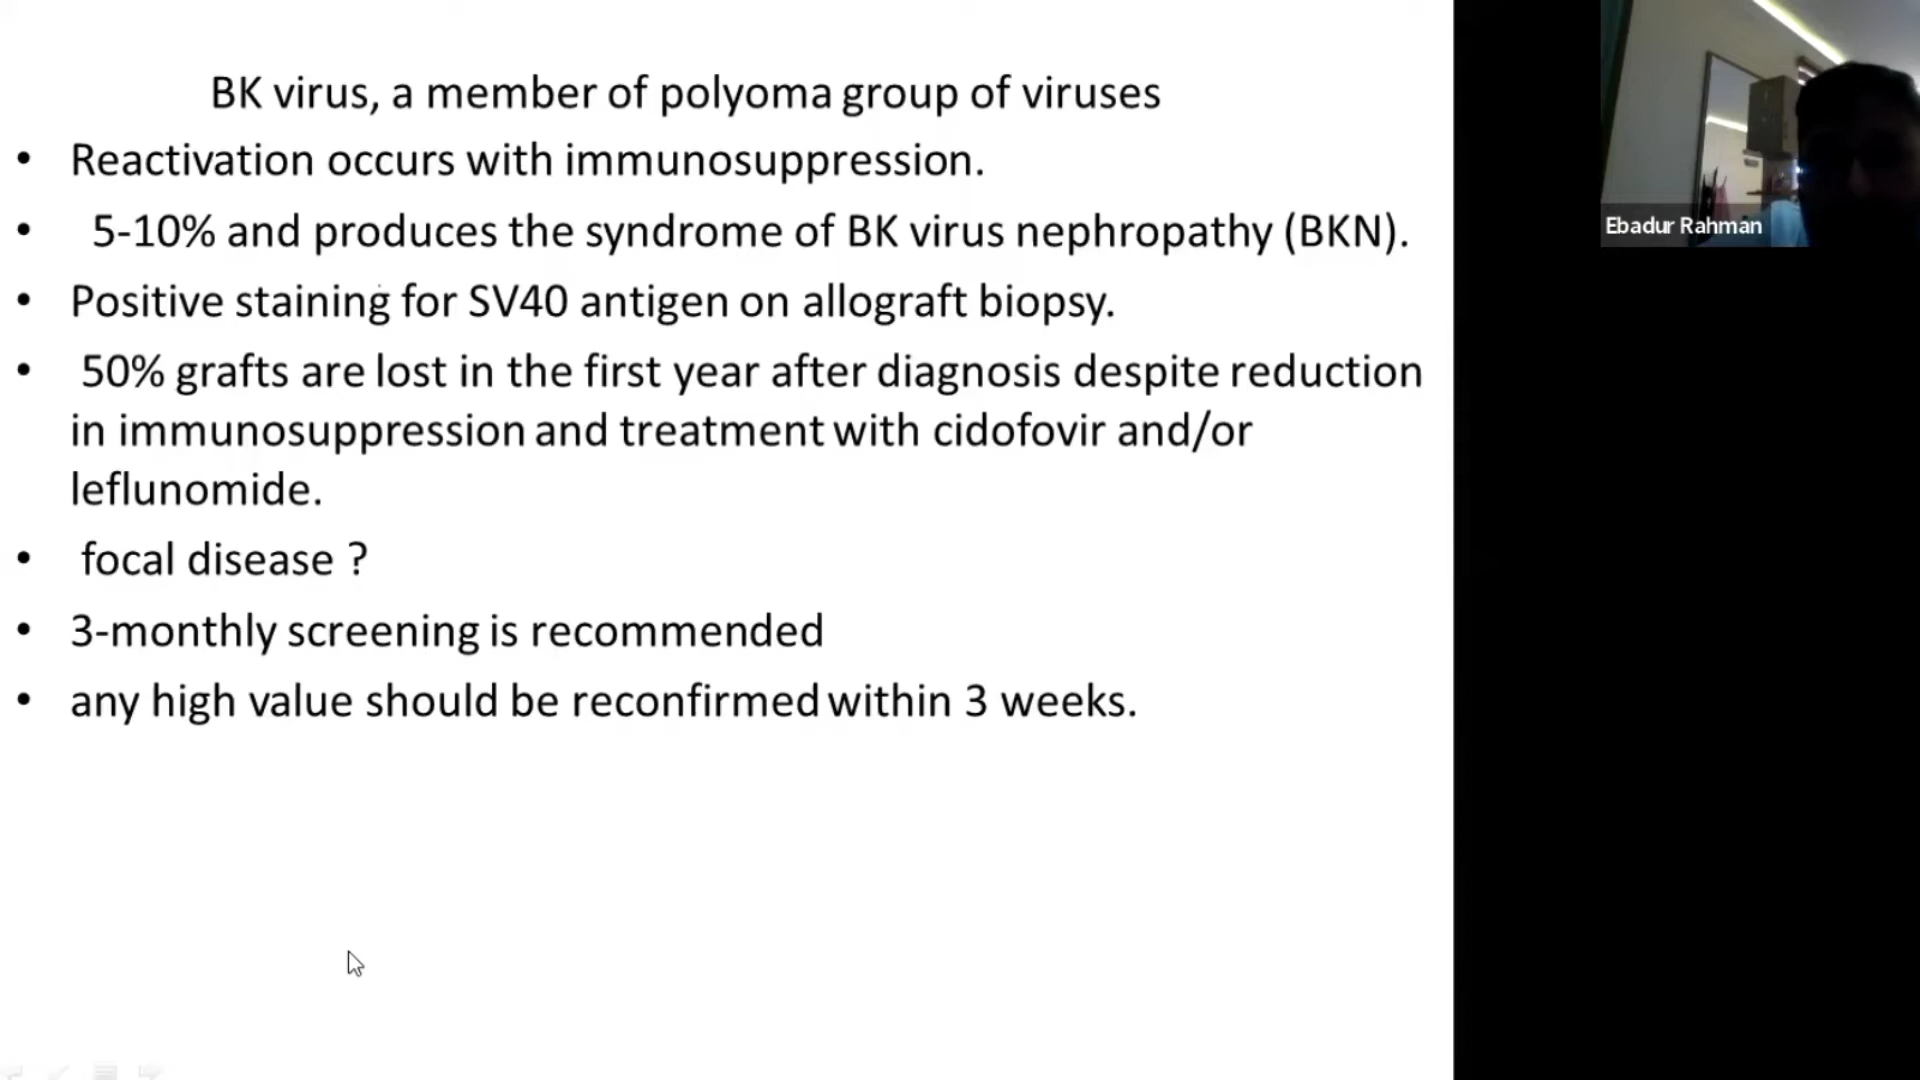 BK virus, a member of polyoma group of viruses
• Reactivation occurs with immunosuppression.
• 5-10% and produces the syndrome of BK virus nephropathy (BKN).
• Positive staining for SV40 antigen on allograft biopsy.
• 50% grafts are lost in the first year after diagnosis despite reduction
in immunosuppression and treatment with cidofovir and/or
leflunomide.
• focal disease ?
• 3-monthly screening is recommended
• any high value should be reconfirmed within 3 weeks.
Ebadur Rahman